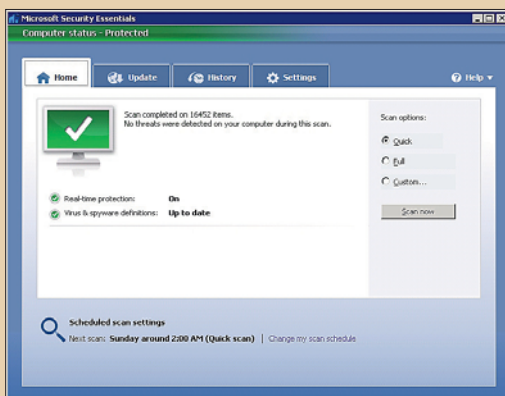 Microsoft Security Essentials
Computer status - Protected
Home
Update
History
Settings
Help
Scan completed on 16452 items.
No threats were detected on your computer during this scan.
Real-time protection: On
Virus & spyware definitions: Up to date
Scan options:
Quick
Full
Custom...
Scan now
Scheduled scan settings
Next scan: Sunday around 2:00 AM (Quick scan) | Change my scan schedule